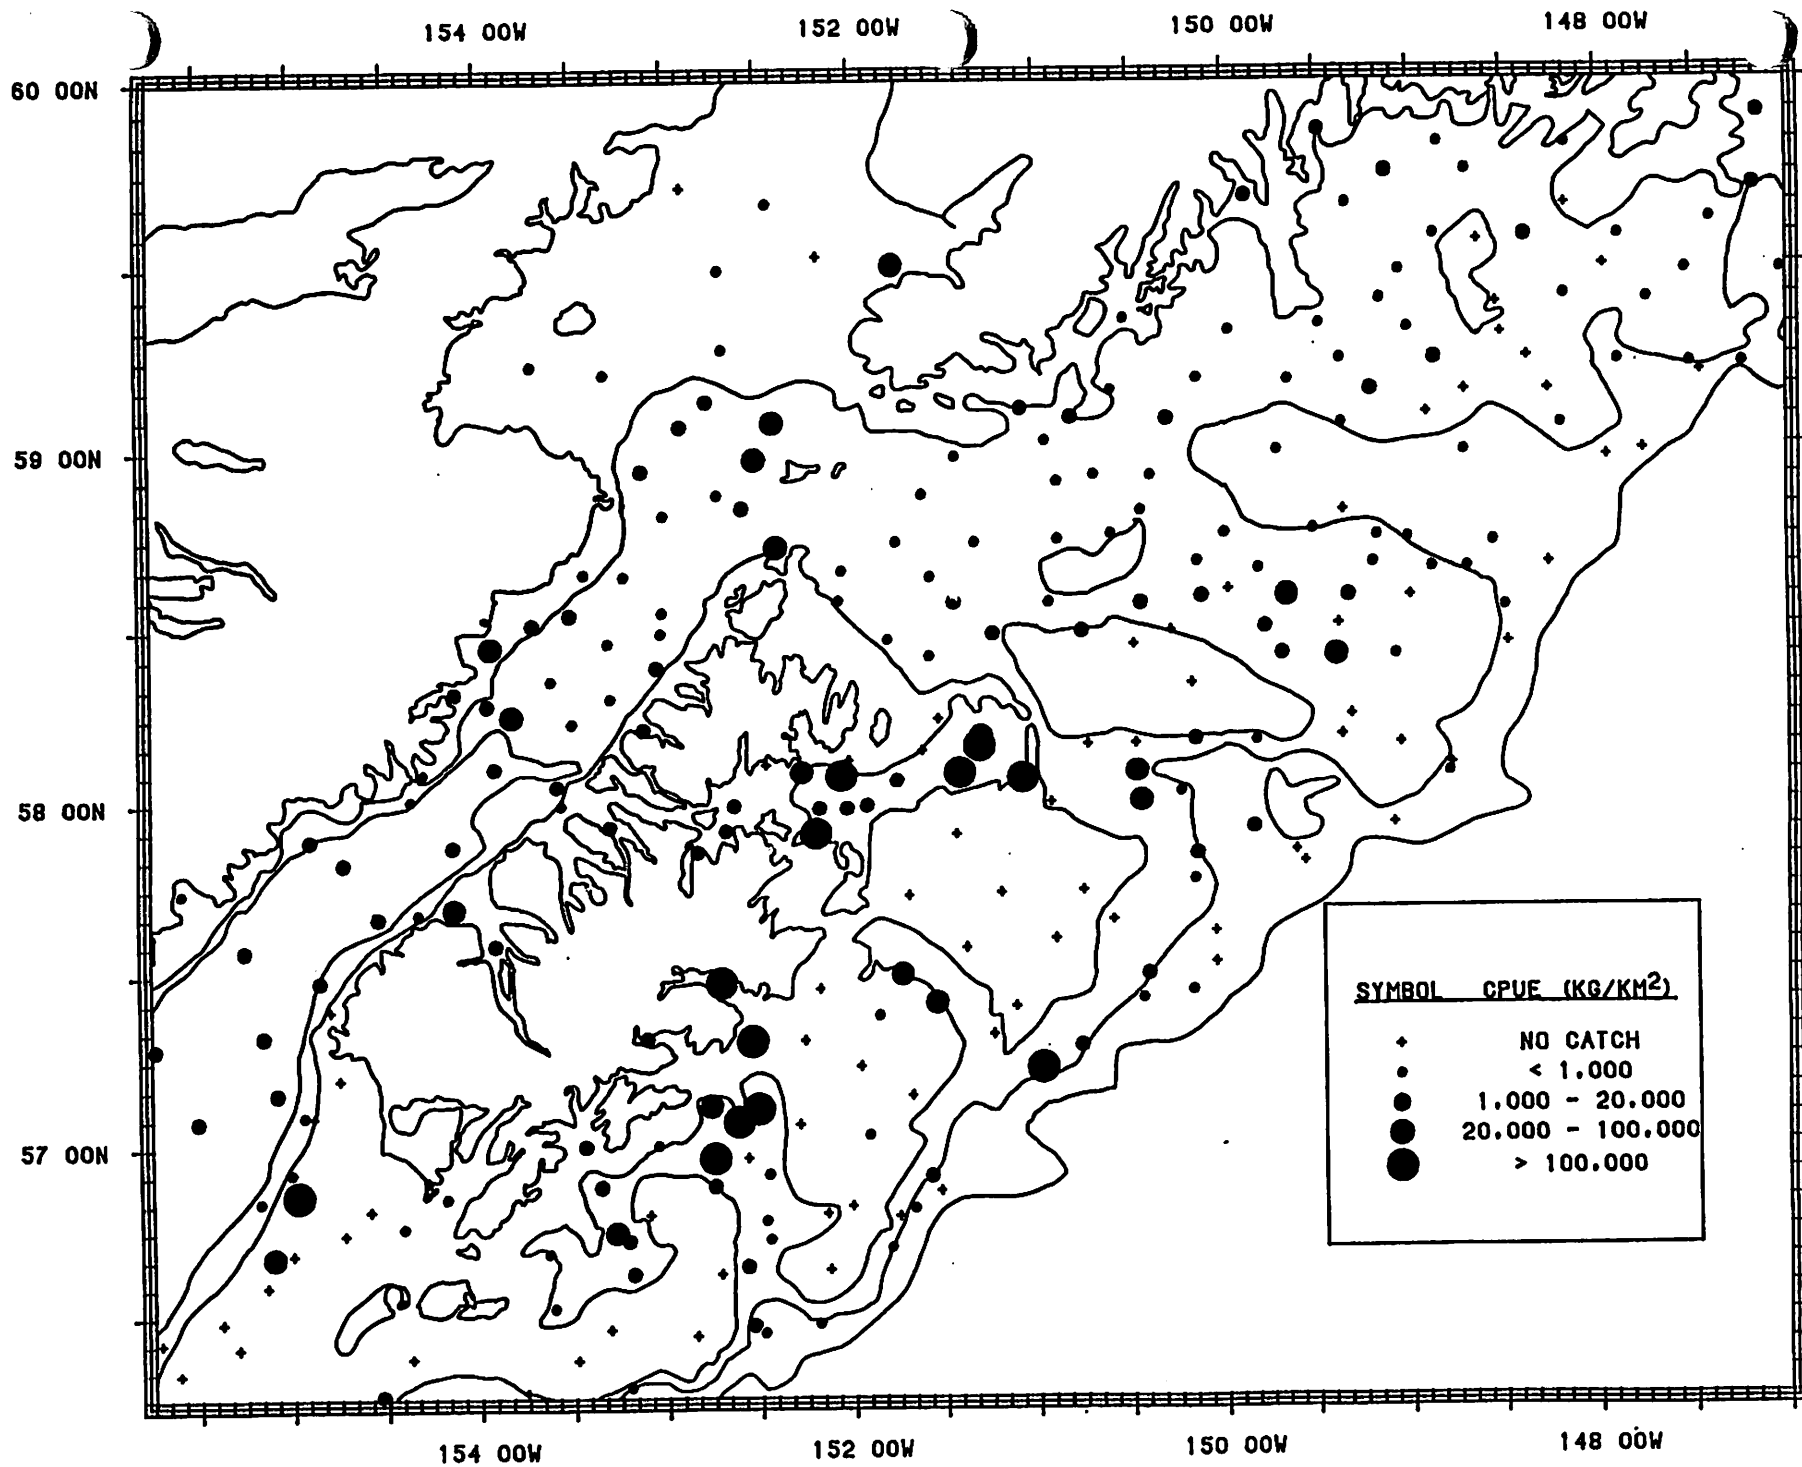 154 00W 152 00W 150 00W 148 00W
60 00N
59 00N
58 00N
57 00N
SYMBOL CPUE (KG/KM2)
NO CATCH
< 1.000
1.000 - 20.000
20.000 - 100.000
> 100.000
154 00W 152 00W 150 00W 148 00W